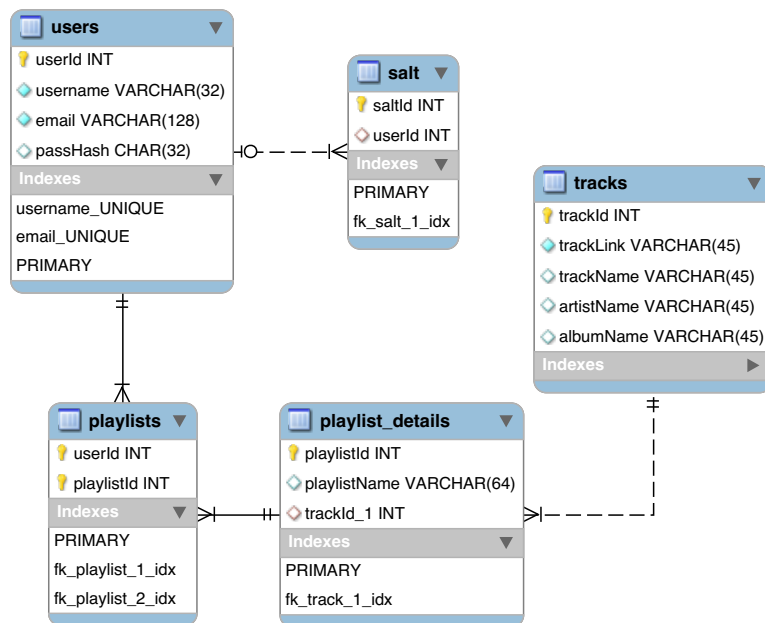 users
userId INT
username VARCHAR(32)
email VARCHAR(128)
passHash CHAR(32)
Indexes
username_UNIQUE
email_UNIQUE
PRIMARY
salt
saltId INT
userId INT
Indexes
PRIMARY
fk_salt_1_idx
tracks
trackId INT
trackLink VARCHAR(45)
trackName VARCHAR(45)
artistName VARCHAR(45)
albumName VARCHAR(45)
Indexes
playlists
userId INT
playlistId INT
Indexes
PRIMARY
fk_playlist_1_idx
fk_playlist_2_idx
playlist_details
playlistId INT
playlistName VARCHAR(64)
trackId_1 INT
Indexes
PRIMARY
fk_track_1_idx